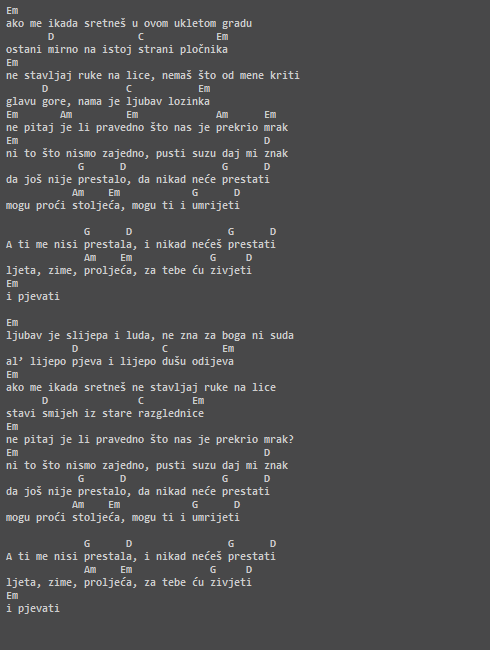 Em
ako me ikada sretneš u ovom ukletom gradu
       D              C            Em
ostani mirno na istoj strani pločnika
Em
ne stavljaj ruke na lice, nemaš što od mene kriti
      D             C           Em
glavu gore, nama je ljubav lozinka
Em       Am         Em             Am      Em
ne pitaj je li pravedno što nas je prekrio mrak
Em                                         D
ni to što nismo zajedno, pusti suzu daj mi znak
            G      D                G      D
da još nije prestalo, da nikad neće prestati
           Am    Em            G      D
mogu proći stoljeća, mogu ti i umrijeti

             G      D                G      D
A ti me nisi prestala, i nikad nećeš prestati
             Am    Em             G     D
ljeta, zime, proljeća, za tebe ću zivjeti
Em
i pjevati

Em
ljubav je slijepa i luda, ne zna za boga ni suda
           D              C         Em
al’ lijepo pjeva i lijepo dušu odijeva
Em
ako me ikada sretneš ne stavljaj ruke na lice
      D               C        Em
stavi smijeh iz stare razglednice
Em
ne pitaj je li pravedno što nas je prekrio mrak?
Em                                         D
ni to što nismo zajedno, pusti suzu daj mi znak
            G      D                G      D
da još nije prestalo, da nikad neće prestati
           Am    Em            G      D
mogu proći stoljeća, mogu ti i umrijeti

             G      D                G      D
A ti me nisi prestala, i nikad nećeš prestati
             Am    Em             G     D
ljeta, zime, proljeća, za tebe ću zivjeti
Em
i pjevati